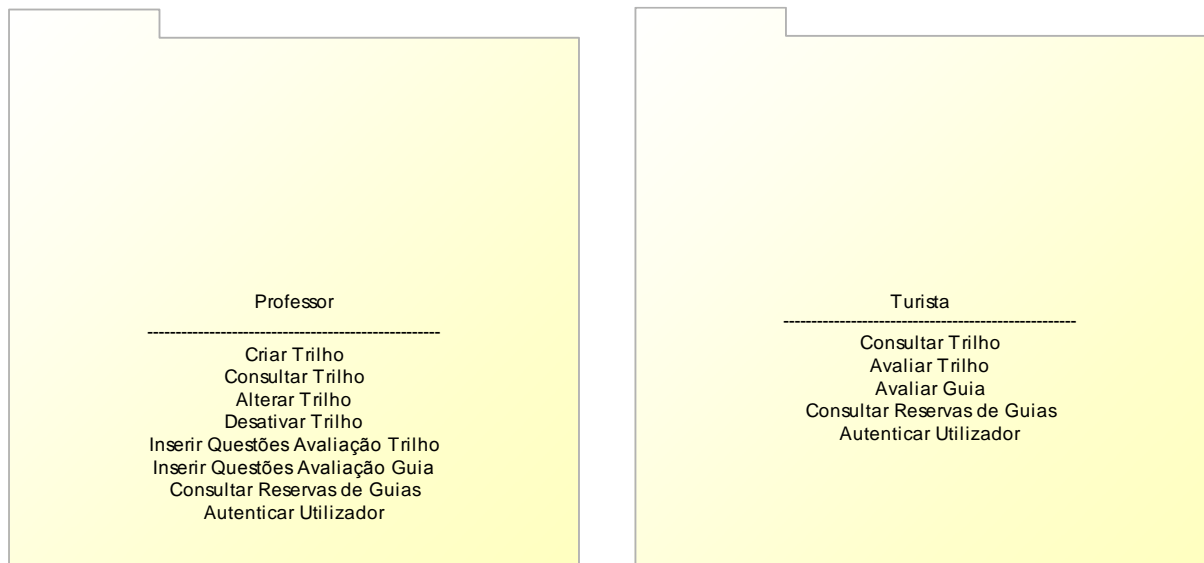 Professor
----------------------------------------------------
Criar Trilho
Consultar Trilho
Alterar Trilho
Desativar Trilho
Inserir Questões Avaliação Trilho
Inserir Questões Avaliação Guia
Consultar Reservas de Guias
Autenticar Utilizador
Turista
----------------------------------------------------
Consultar Trilho
Avaliar Trilho
Avaliar Guia
Consultar Reservas de Guias
Autenticar Utilizador